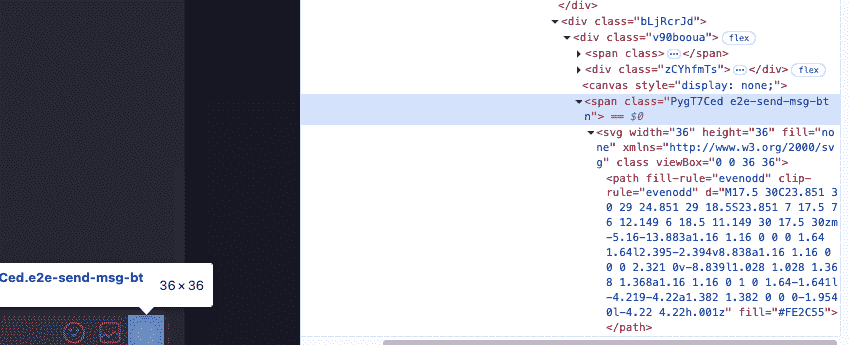 </div>
<div class="bLjRcrJd">
<div class="v90booua"> flex
<span class> ⋯ </span>
<div class="zCYhfmTs"> ⋯ </div> flex
<canvas style="display: none;">
<span class="PygT7Ced e2e-send-msg-bt
n"> == $0
<svg width="36" height="36" fill="no
ne" xmlns="http://www.w3.org/2000/sv
g" class viewBox="0 0 36 36">
<path fill-rule="evenodd" clip-
rule="evenodd" d="M17.5 30C23.851 3
0 29 24.851 29 18.5S23.851 7 17.5 7
6 12.149 6 18.5 11.149 30 17.5 30zm
-5.16-13.883a1.16 1.16 0 0 0 1.64
1.64l2.395-2.394v8.838a1.16 1.16 0
0 0 2.321 0v-8.839l1.028 1.028 1.36
8 1.368a1.16 1.16 0 1 0 1.64-1.641l
-4.219-4.22a1.382 1.382 0 0 0-1.954
0l-4.22 4.22h.001z" fill="#FE2C55">
</path>
Ced.e2e-send-msg-bt 36 × 36